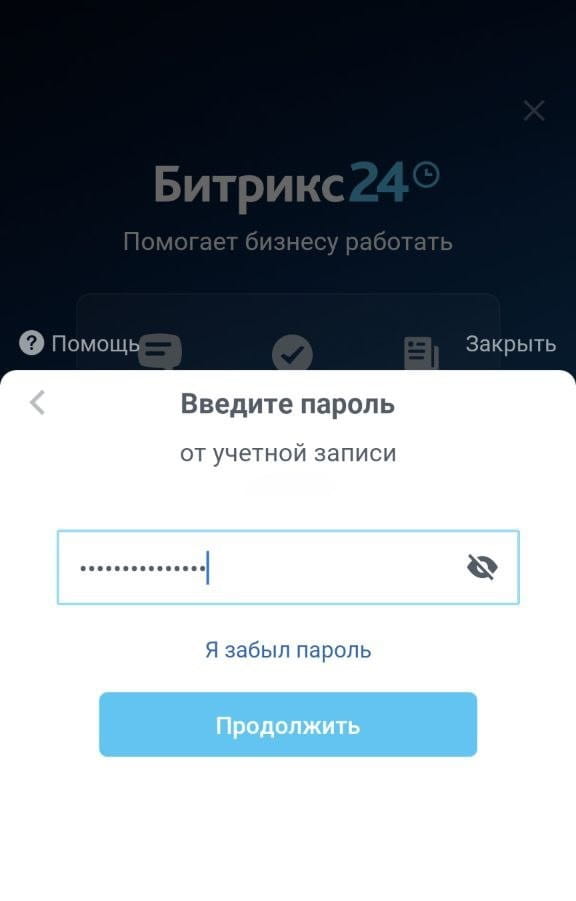 Битрикс24
Помогает бизнесу работать
? Помощь
Закрыть
Введите пароль
от учетной записи
•••••••••••••••
Я забыл пароль
Продолжить